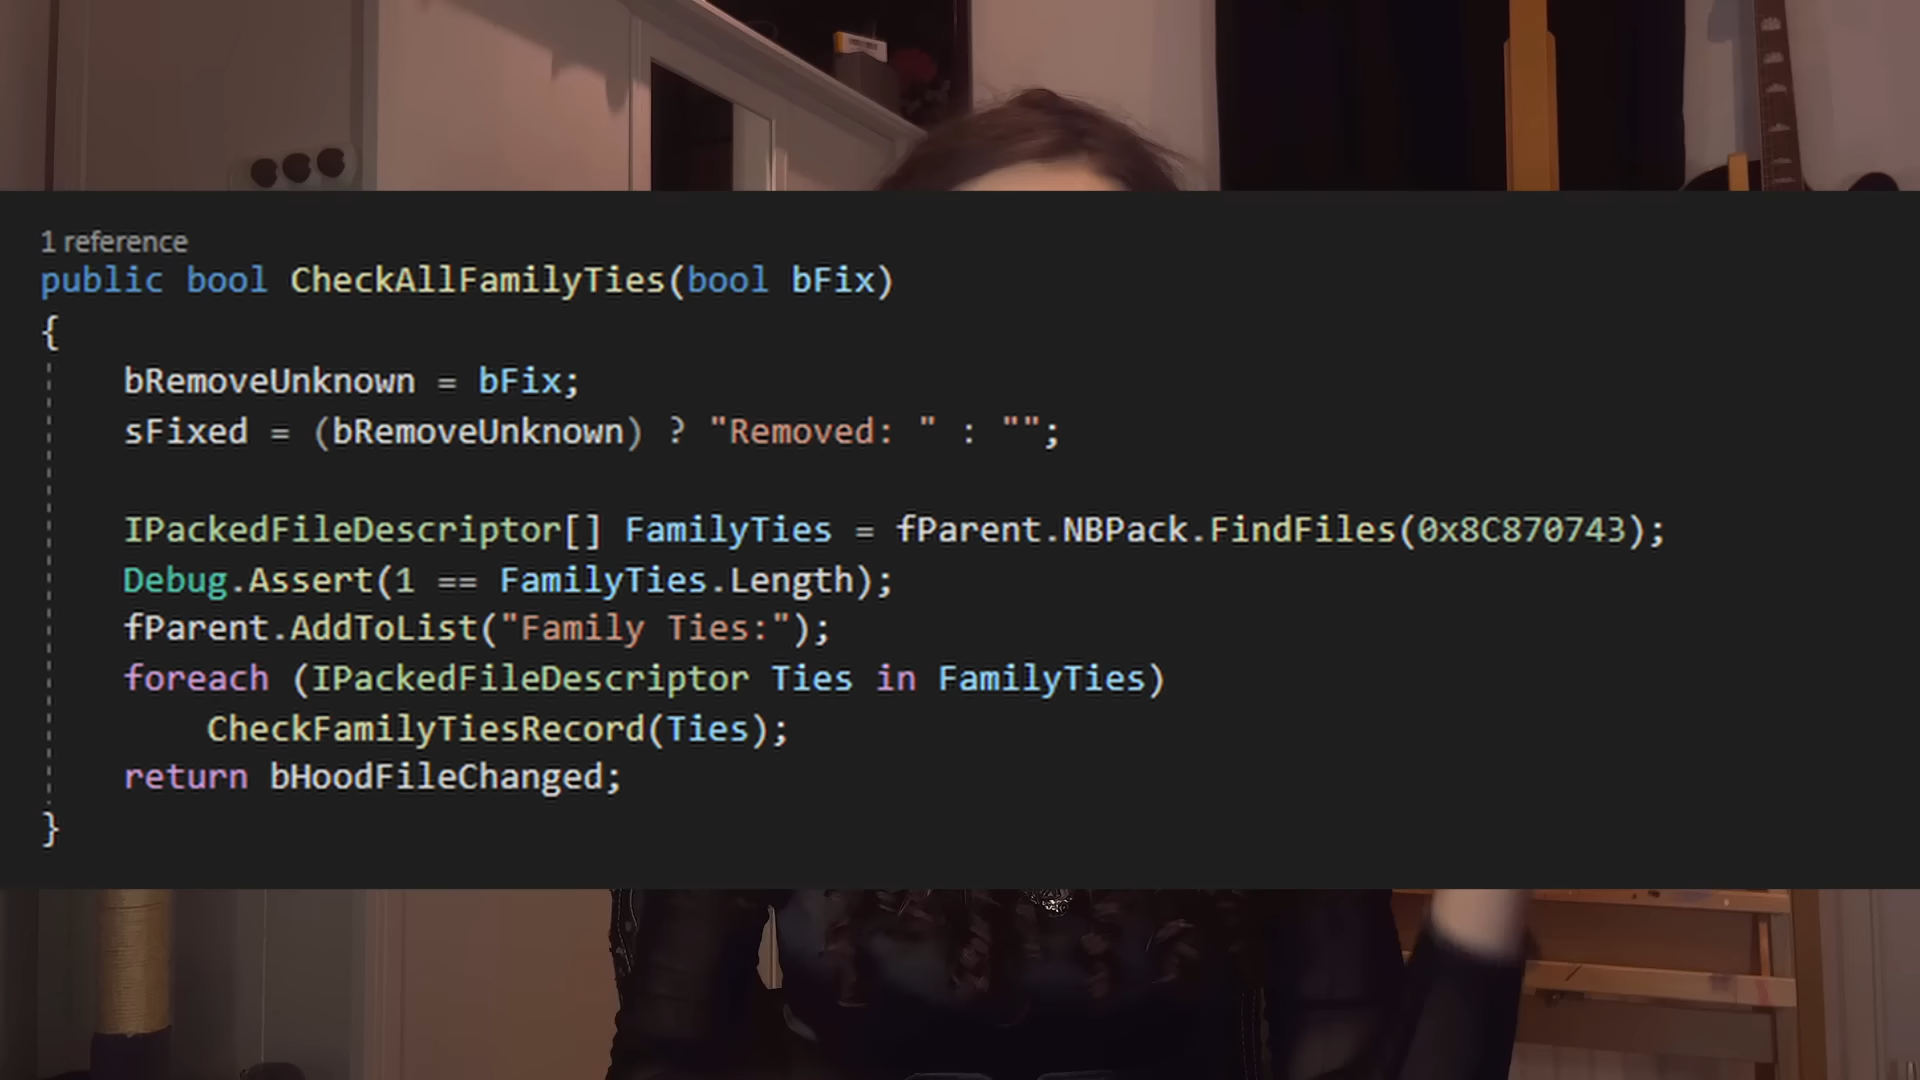 1 reference
public bool CheckAllFamilyTies(bool bFix)
{
bRemoveUnknown = bFix;
sFixed = (bRemoveUnknown) ? "Removed: " : "";
IPackedFileDescriptor[] FamilyTies = fParent.NBPack.FindFiles(0x8C870743);
Debug.Assert(1 == FamilyTies.Length);
fParent.AddToList("Family Ties:");
foreach (IPackedFileDescriptor Ties in FamilyTies)
CheckFamilyTiesRecord(Ties);
return bHoodFileChanged;
}